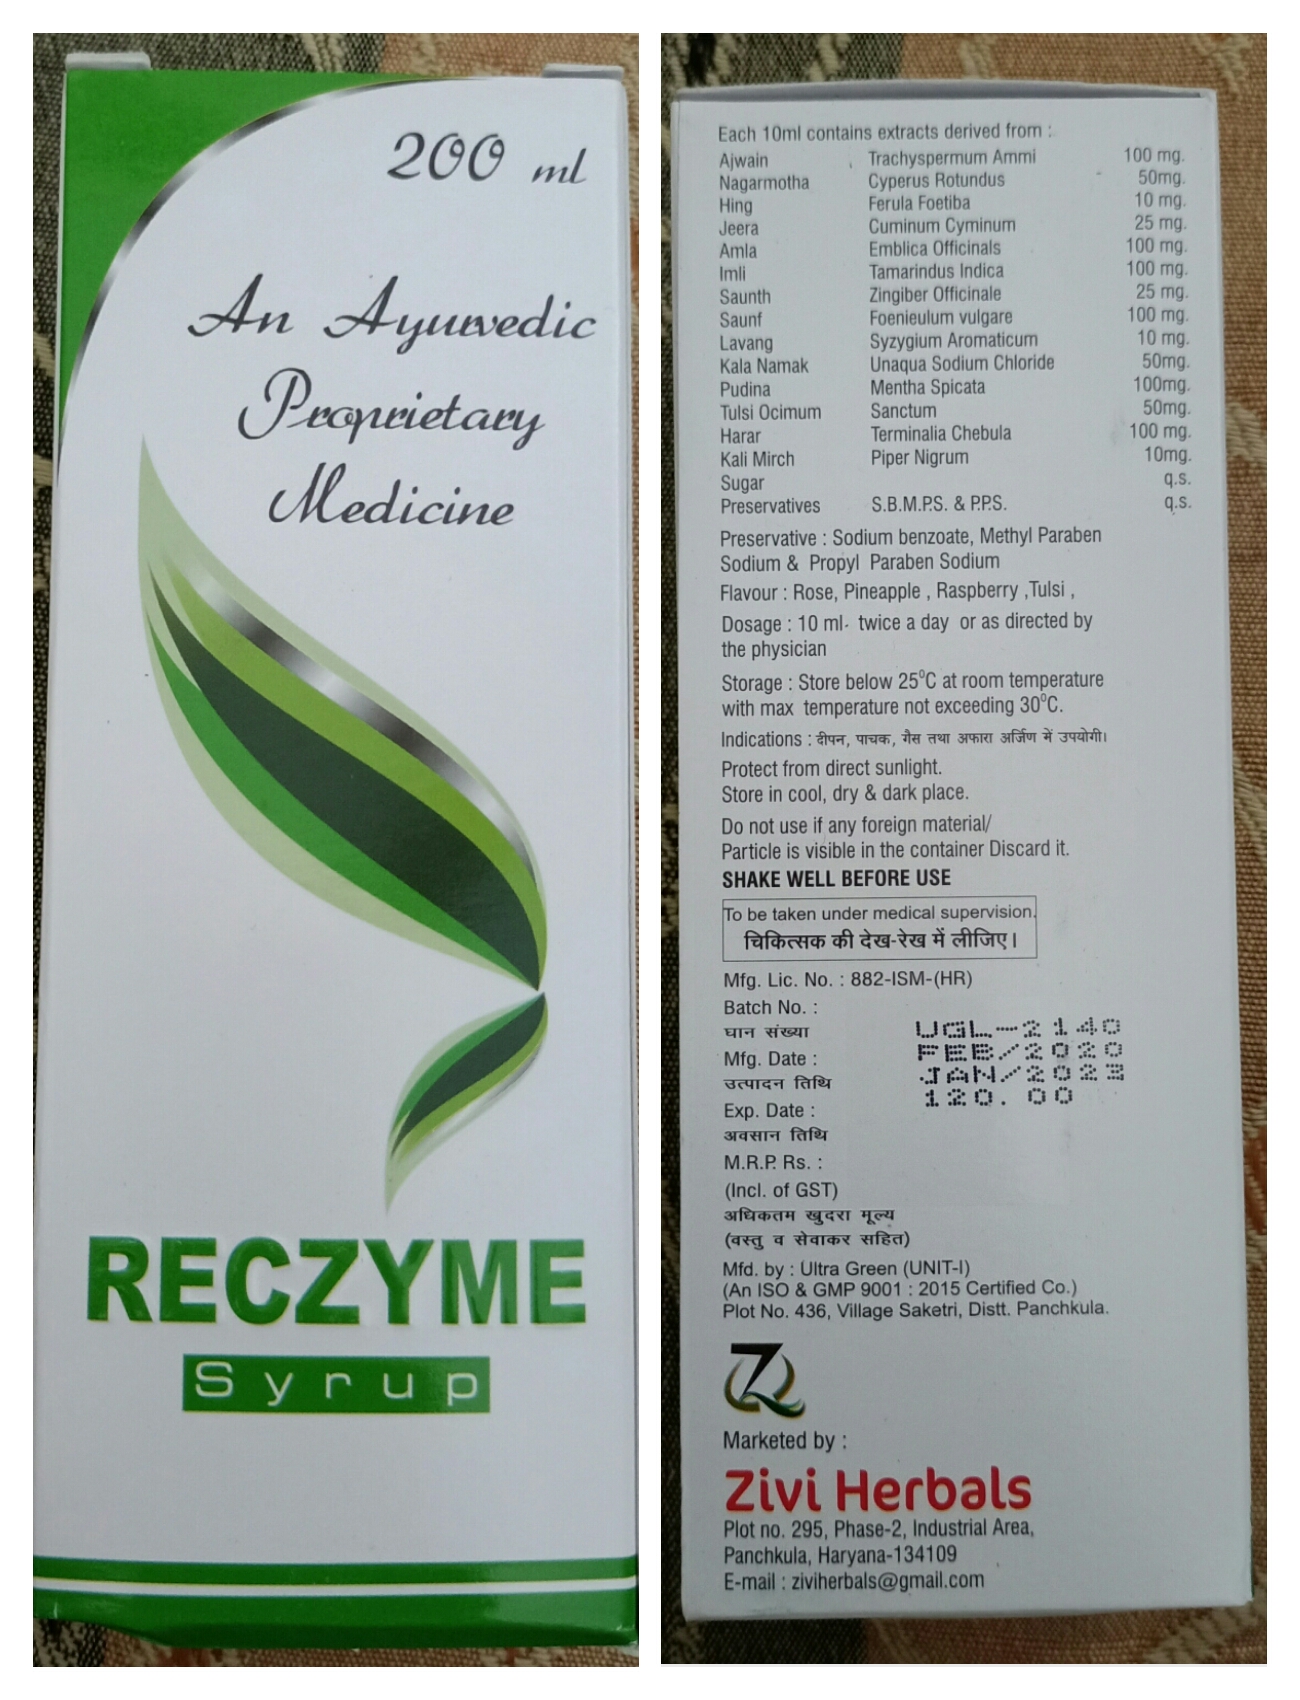 200 ml
An Ayurvedic
Proprietary
Medicine
RECZYME
Syrup
Each 10ml contains extracts derived from :
Ajwain Trachyspermum Ammi 100 mg.
Nagarmotha Cyperus Rotundus 50mg.
Hing Ferula Foetiba 10 mg.
Jeera Cuminum Cyminum 25 mg.
Amla Emblica Officinals 100 mg.
Imli Tamarindus Indica 100 mg.
Saunth Zingiber Officinale 25 mg.
Saunf Foenieulum vulgare 100 mg.
Lavang Syzygium Aromaticum 10 mg.
Kala Namak Unaqua Sodium Chloride 50mg.
Pudina Mentha Spicata 100mg.
Tulsi Ocimum Sanctum 50mg.
Harar Terminalia Chebula 100 mg.
Kali Mirch Piper Nigrum 10mg.
Sugar q.s.
Preservatives S.B.M.P.S. & P.P.S. q.s.
Preservative : Sodium benzoate, Methyl Paraben
Sodium & Propyl Paraben Sodium
Flavour : Rose, Pineapple , Raspberry ,Tulsi ,
Dosage : 10 ml- twice a day or as directed by
the physician
Storage : Store below 25⁰C at room temperature
with max temperature not exceeding 30⁰C.
Indications : दीपन, पाचक, गैस तथा अफारा अर्जिण में उपयोगी।
Protect from direct sunlight.
Store in cool, dry & dark place.
Do not use if any foreign material/
Particle is visible in the container Discard it.
SHAKE WELL BEFORE USE
To be taken under medical supervision.
चिकित्सक की देख-रेख में लीजिए।
Mfg. Lic. No. : 882-ISM-(HR)
Batch No. :
घान संख्या UGL-2140
Mfg. Date : FEB/2020
उत्पादन तिथि JAN/2023
Exp. Date : 120.00
अवसान तिथि
M.R.P. Rs. :
(Incl. of GST)
अधिकतम खुदरा मूल्य
(वस्तु व सेवाकर सहित)
Mfd. by : Ultra Green (UNIT-I)
(An ISO & GMP 9001 : 2015 Certified Co.)
Plot No. 436, Village Saketri, Distt. Panchkula.
Marketed by :
Zivi Herbals
Plot no. 295, Phase-2, Industrial Area,
Panchkula, Haryana-134109
E-mail : ziviherbals@gmail.com